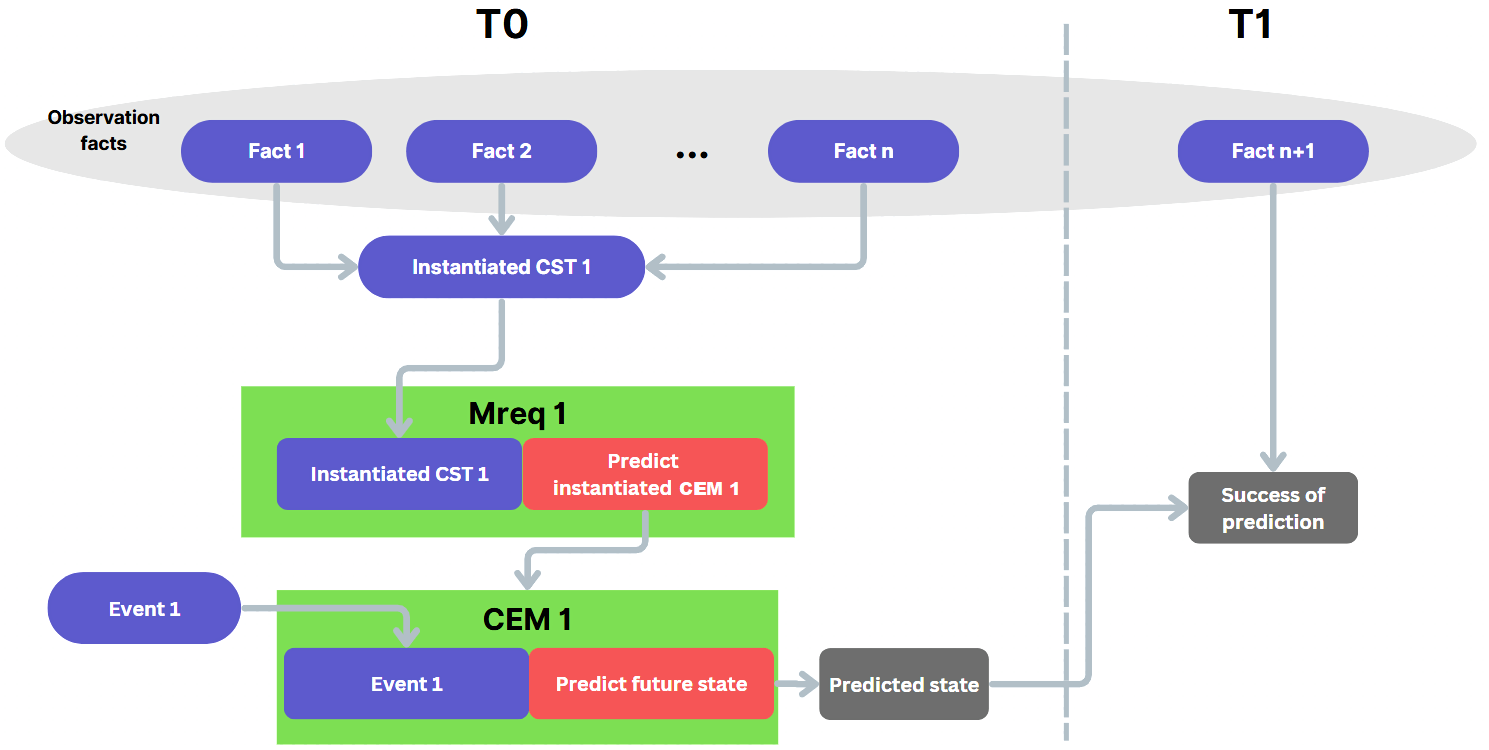 T0
T1
Observation
facts
Fact 1
Fact 2
...
Fact n
Fact n+1
Instantiated CST 1
Mreq 1
Instantiated CST 1
Predict
instantiated CEM 1
Success of
prediction
Event 1
CEM 1
Event 1
Predict future state
Predicted state